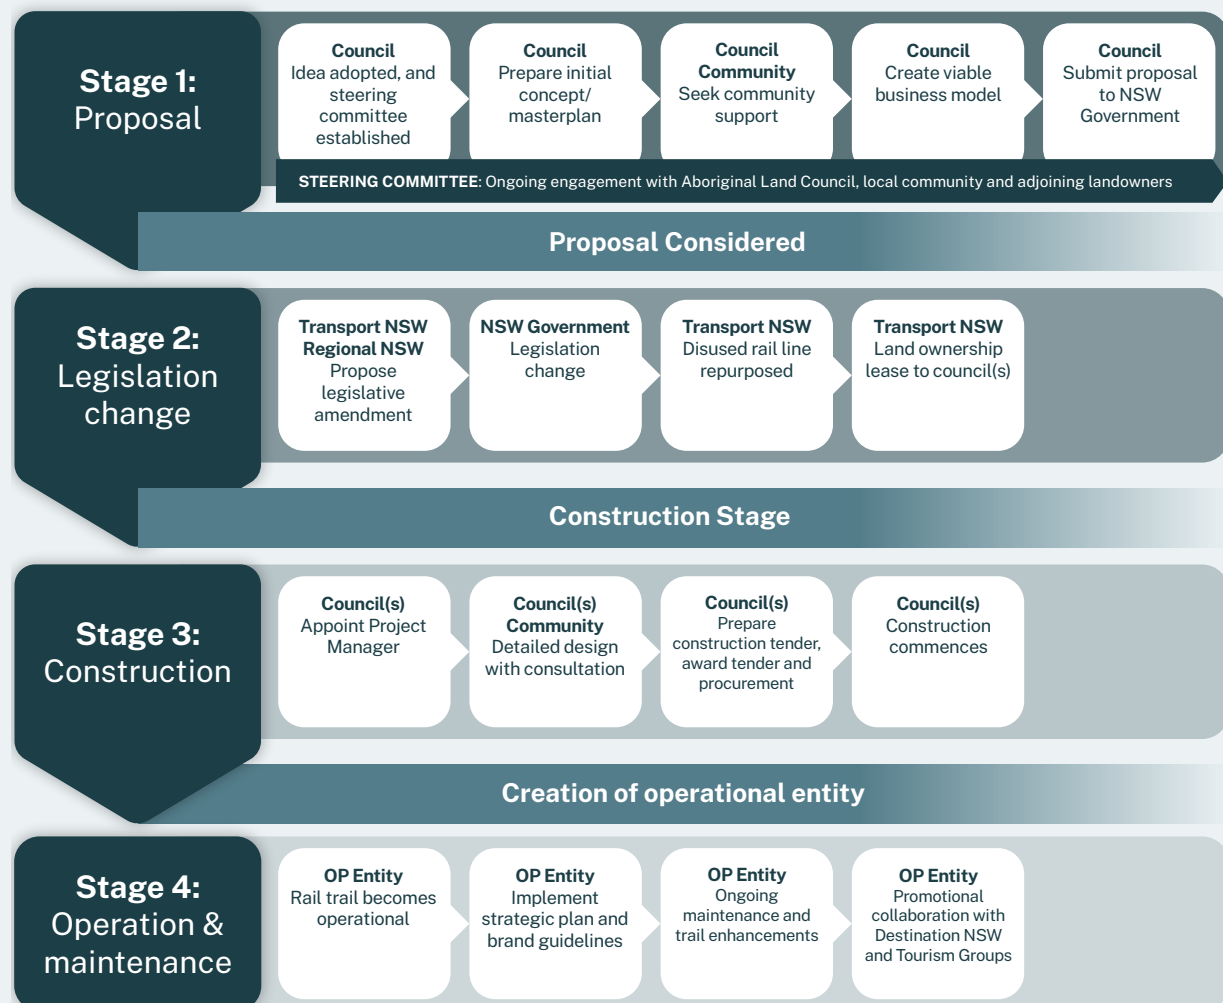 Stage 1:
Proposal
Council
Idea adopted, and
steering
committee
established
Council
Prepare initial
concept/
masterplan
Council
Community
Seek community
support
Council
Create viable
business model
Council
Submit proposal
to NSW
Government
STEERING COMMITTEE: Ongoing engagement with Aboriginal Land Council, local community and adjoining landowners
Proposal Considered
Stage 2:
Legislation
change
Transport NSW
Regional NSW
Propose
legislative
amendment
NSW Government
Legislation
change
Transport NSW
Disused rail line
repurposed
Transport NSW
Land ownership
lease to council(s)
Construction Stage
Stage 3:
Construction
Council(s)
Appoint Project
Manager
Council(s)
Community
Detailed design
with consultation
Council(s)
Prepare
construction tender,
award tender and
procurement
Council(s)
Construction
commences
Creation of operational entity
Stage 4:
Operation &
maintenance
OP Entity
Rail trail becomes
operational
OP Entity
Implement
strategic plan and
brand guidelines
OP Entity
Ongoing
maintenance and
trail enhancements
OP Entity
Promotional
collaboration with
Destination NSW
and Tourism Groups